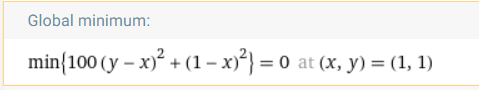 Global minimum:
min{100 (y − x)² + (1 − x)²} = 0 at (x, y) = (1, 1)